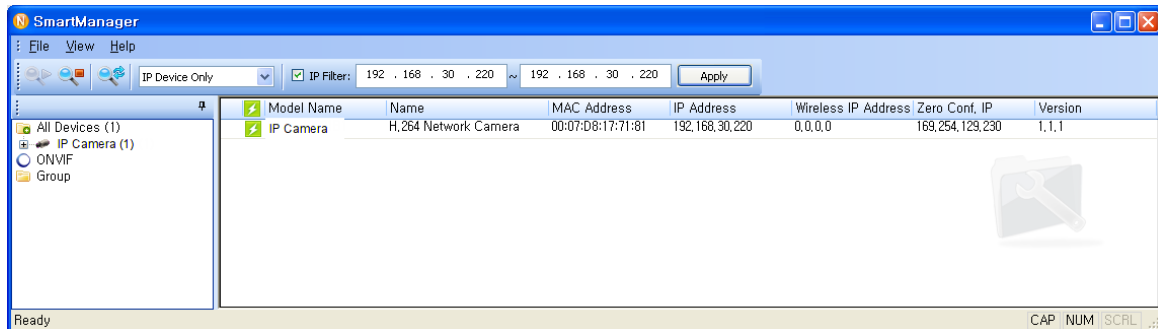 SmartManager
File View Help
IP Device Only IP Filter: 192 . 168 . 30 . 220 ~ 192 . 168 . 30 . 220 Apply
Model Name Name MAC Address IP Address Wireless IP Address Zero Conf, IP Version
All Devices (1)
IP Camera (1)
ONVIF
Group
IP Camera H,264 Network Camera 00:07:D8:17:71:81 192,168,30,220 0,0,0,0 169,254,129,230 1,1,1
Ready CAP NUM SCRL